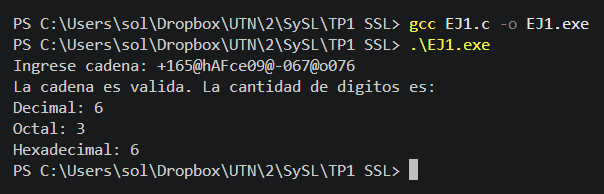 PS C:\Users\sol\Dropbox\UTN\2\SySL\TP1 SSL> gcc EJ1.c -o EJ1.exe
PS C:\Users\sol\Dropbox\UTN\2\SySL\TP1 SSL> .\EJ1.exe
Ingrese cadena: +165@hAFce09@-067@o076
La cadena es valida. La cantidad de digitos es:
Decimal: 6
Octal: 3
Hexadecimal: 6
PS C:\Users\sol\Dropbox\UTN\2\SySL\TP1 SSL>